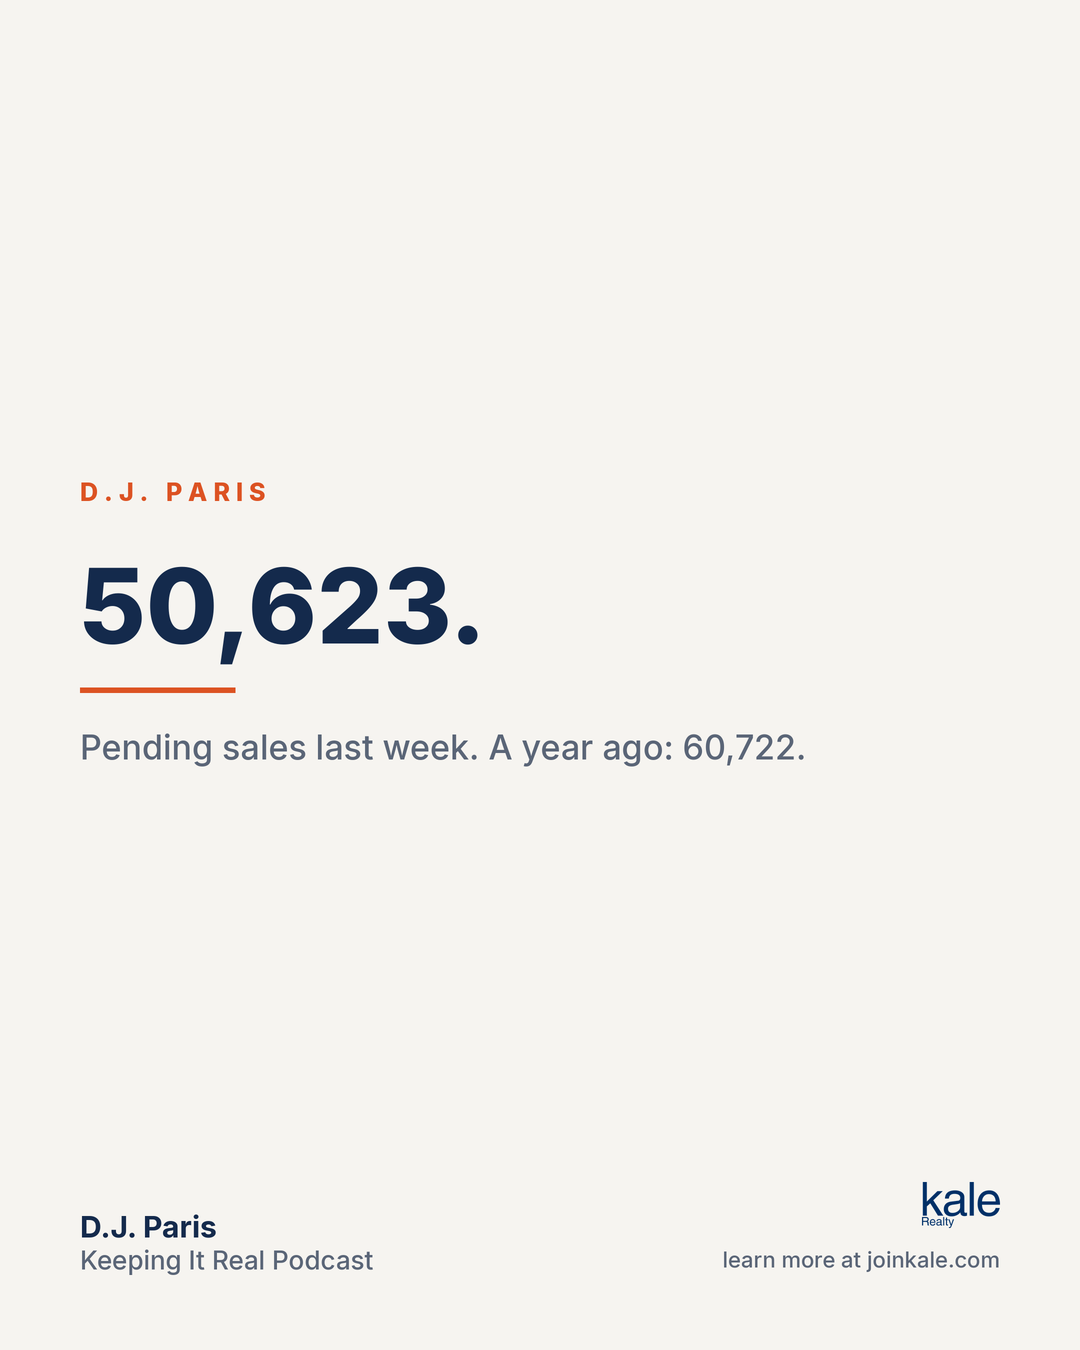 D.J. PARIS
50,623.
Pending sales last week. A year ago: 60,722.
D.J. Paris
Keeping It Real Podcast
kale
Realty
learn more at joinkale.com